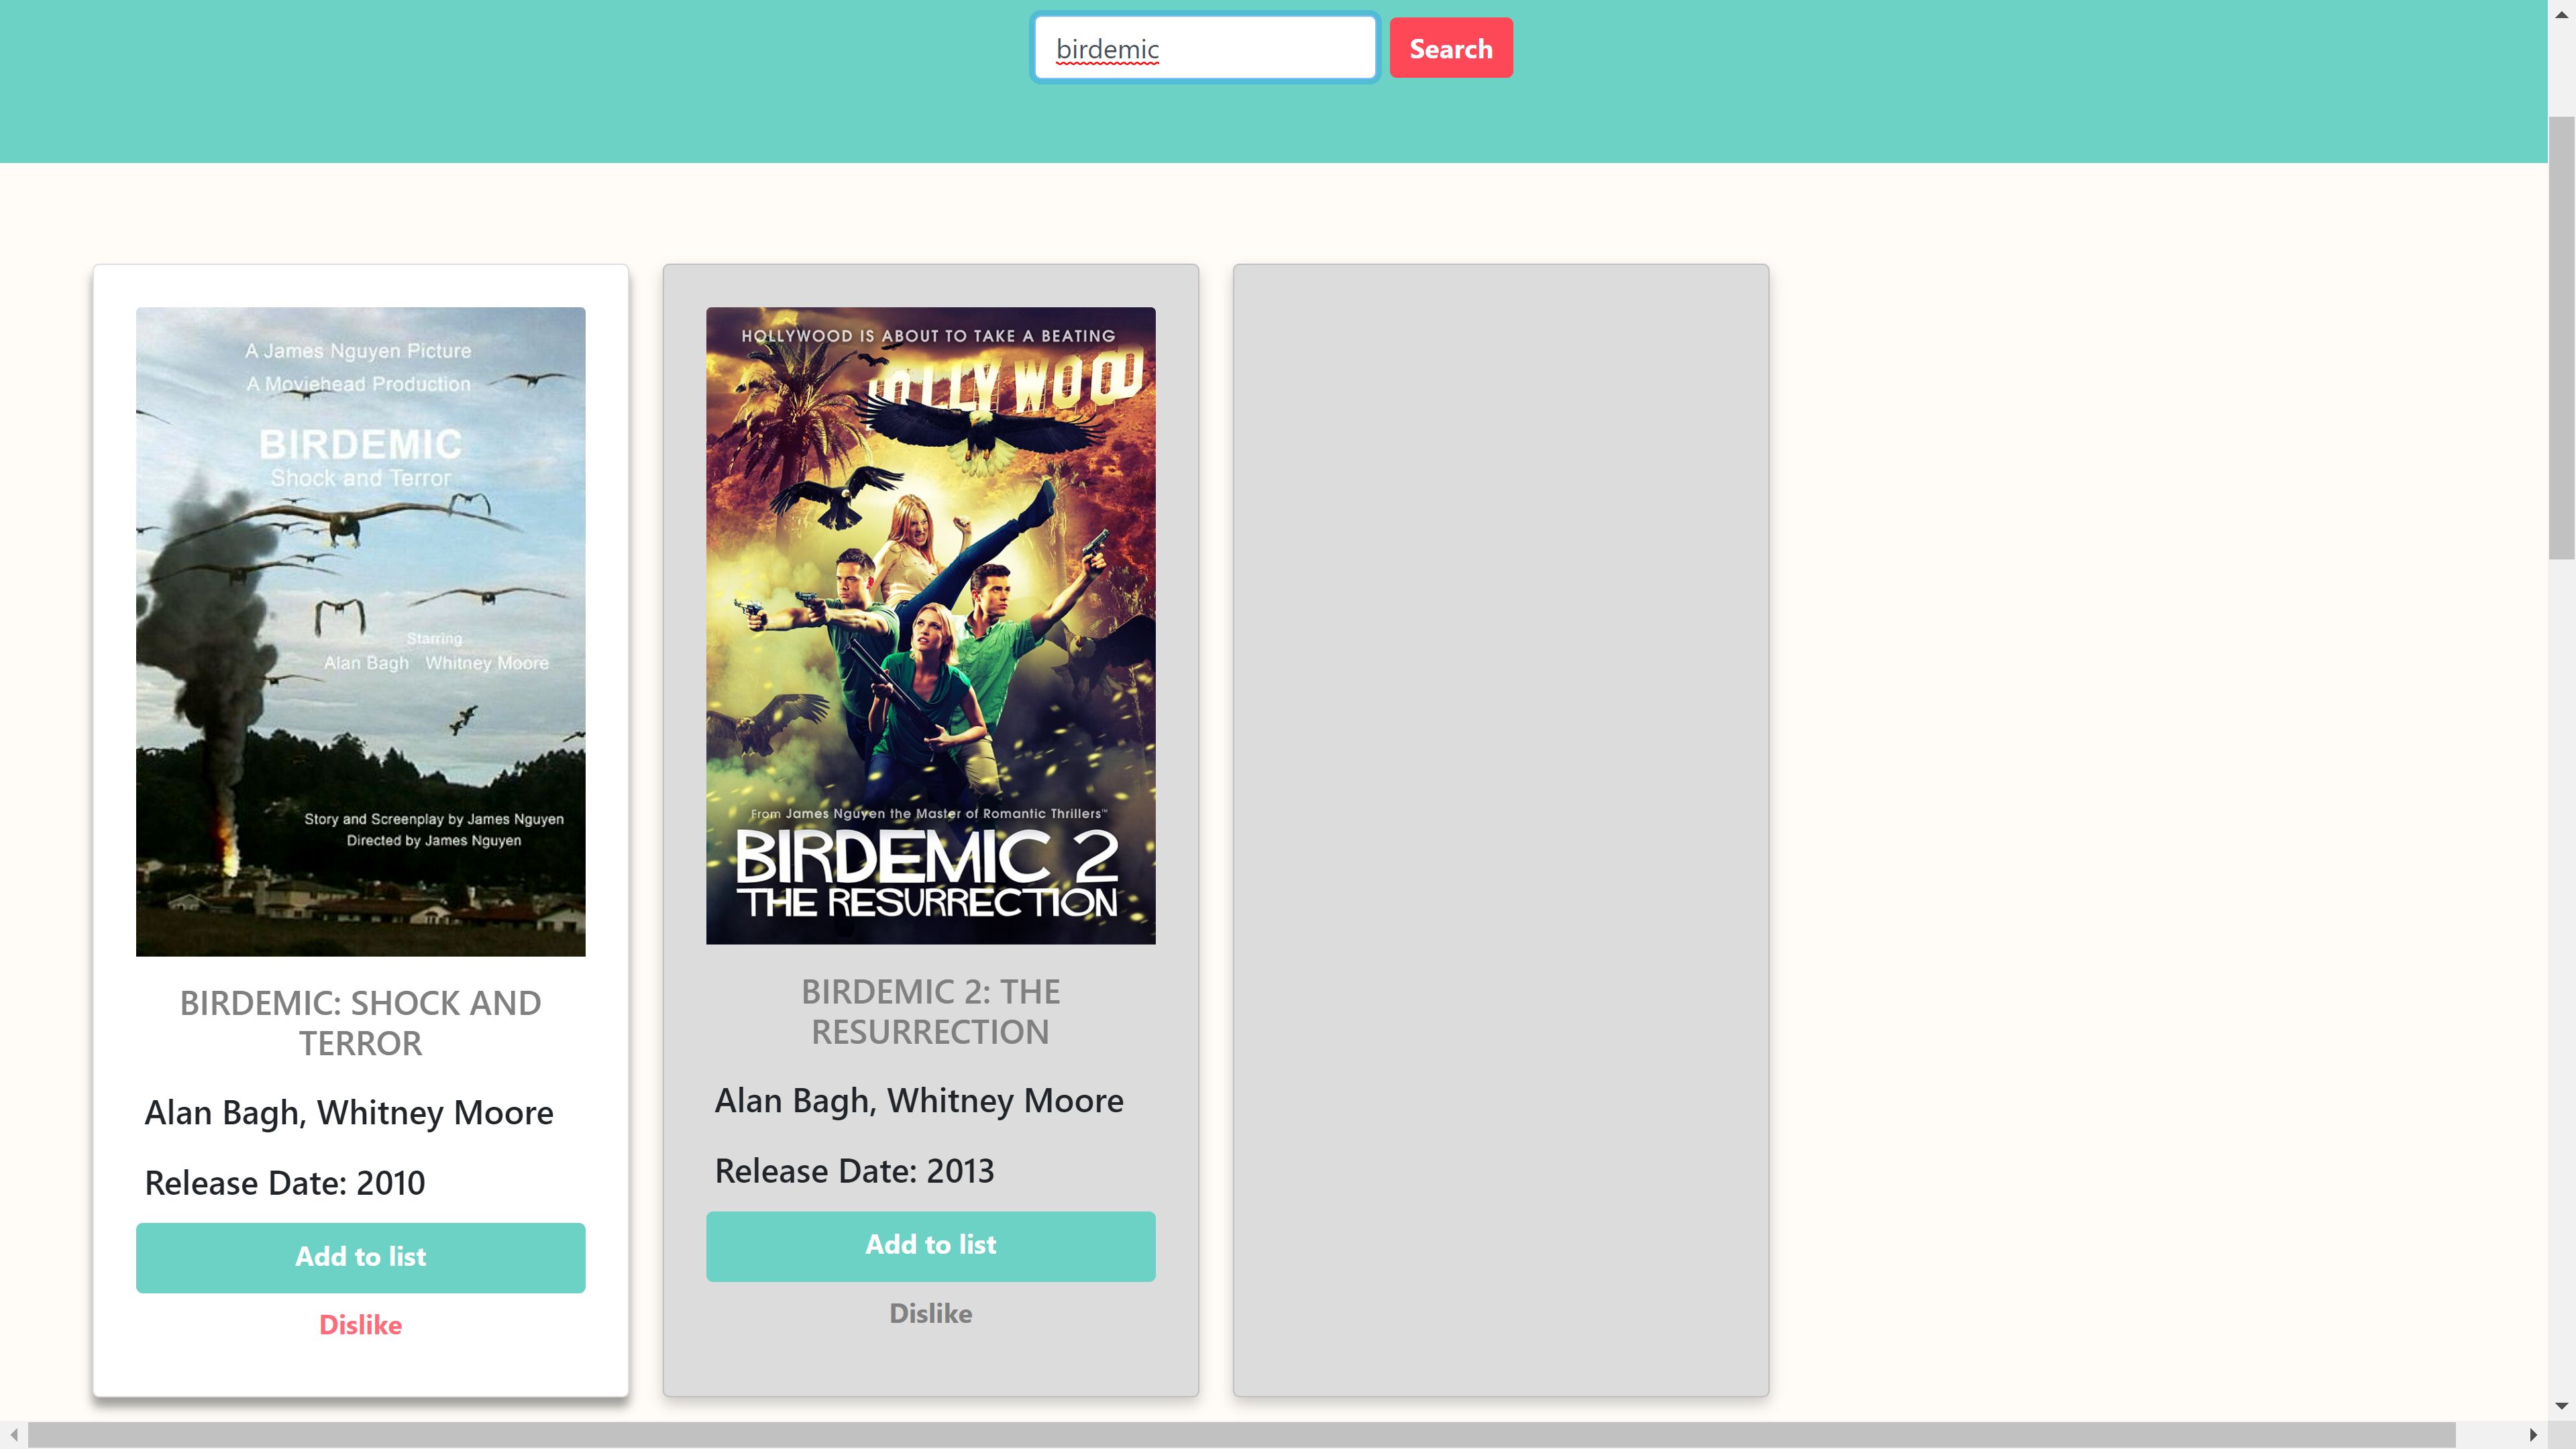 birdemic
Search
A James Nguyen Picture
A Moviehead Production
BIRDEMIC
Shock and Terror
Starring
Alan Bagh Whitney Moore
Story and Screenplay by James Nguyen
Directed by James Nguyen
BIRDEMIC: SHOCK AND
TERROR
Alan Bagh, Whitney Moore
Release Date: 2010
Add to list
Dislike
HOLLYWOOD IS ABOUT TO TAKE A BEATING
HOLLYWOOD
From James Nguyen the Master of Romantic Thrillers™
BIRDEMIC 2
THE RESURRECTION
BIRDEMIC 2: THE
RESURRECTION
Alan Bagh, Whitney Moore
Release Date: 2013
Add to list
Dislike